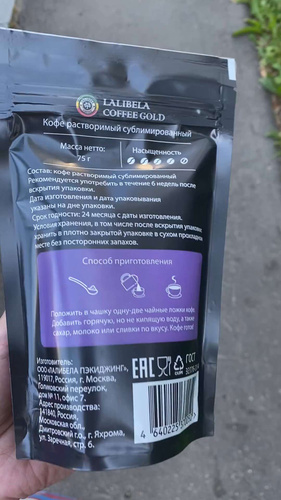 LALIBELA
COFFEE GOLD
Кофе растворимый сублимированный
Масса нетто:
75 г
Насыщенность
Состав: кофе растворимый сублимированный
Рекомендуется употребить в течение 6 недель после
вскрытия упаковки.
Дата изготовления и дата упаковывания
указаны на дне упаковки.
Срок годности: 24 месяца с даты изготовления.
Условия хранения, в том числе после вскрытия упаковки:
хранить в плотно закрытой упаковке в сухом прохладном
месте без посторонних запахов.
Способ приготовления
Положить в чашку одну-две чайные ложки кофе.
Добавить горячую, но не кипящую воду, а также
сахар, молоко или сливки по вкусу. Кофе готов!
Изготовитель:
ООО «ЛАЛИБЕЛА ПЭКИДЖИНГ»,
119017, Россия, г. Москва,
Голиковский переулок,
дом № 11, офис 7.
Адрес производства:
141840, Россия,
Московская обл.,
Дмитровский г.о., г. Яхрома,
ул. Заречная, стр. 6.
EAC
ГОСТ